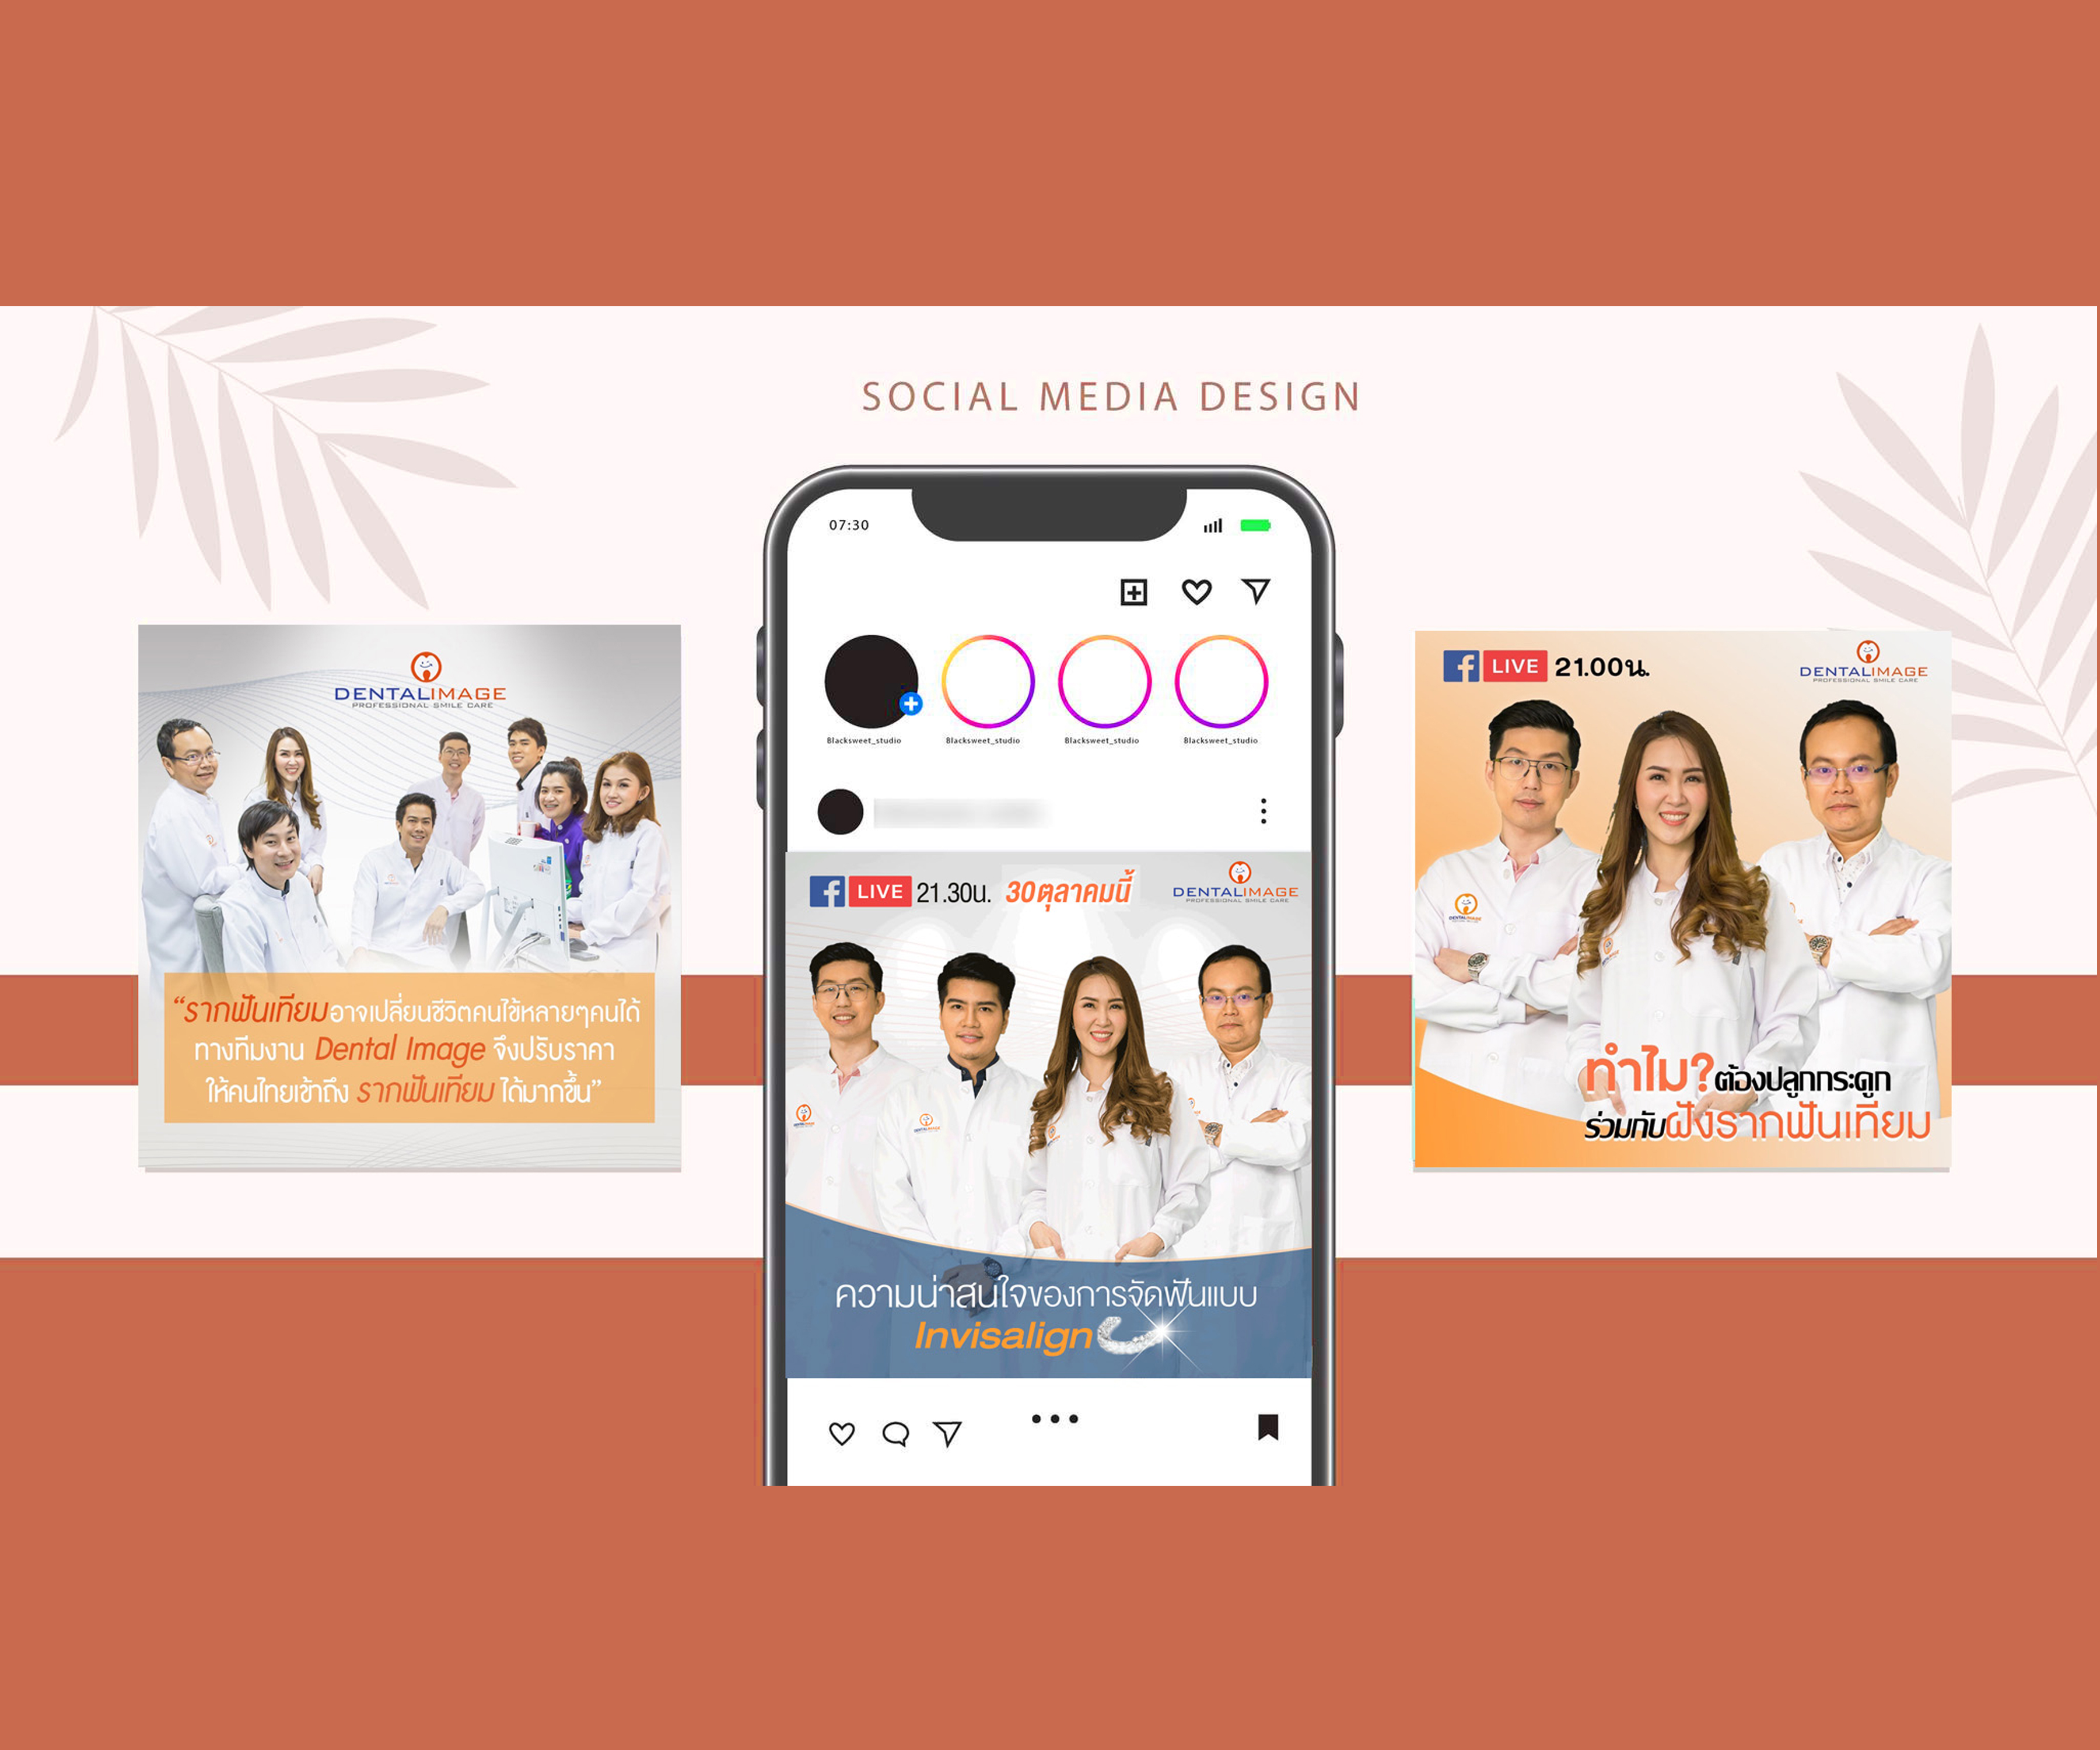 SOCIAL MEDIA DESIGN
DENTALIMAGE
PROFESSIONAL SMILE CARE
“รากฟันเทียมอาจเปลี่ยนชีวิตคนไข้หลายๆคนได้
ทางทีมงาน Dental Image จึงปรับราคา
ให้คนไทยเข้าถึง รากฟันเทียม ได้มากขึ้น”
07:30
Blacksweet_studio
Blacksweet_studio
Blacksweet_studio
Blacksweet_studio
f LIVE 21.30น. 30ตุลาคมนี้
DENTALIMAGE
PROFESSIONAL SMILE CARE
ความน่าสนใจของการจัดฟันแบบ
Invisalign
f LIVE 21.00น.
DENTALIMAGE
PROFESSIONAL SMILE CARE
ทำไม?ต้องปลูกกระดูก
ร่วมกับฝังรากฟันเทียม